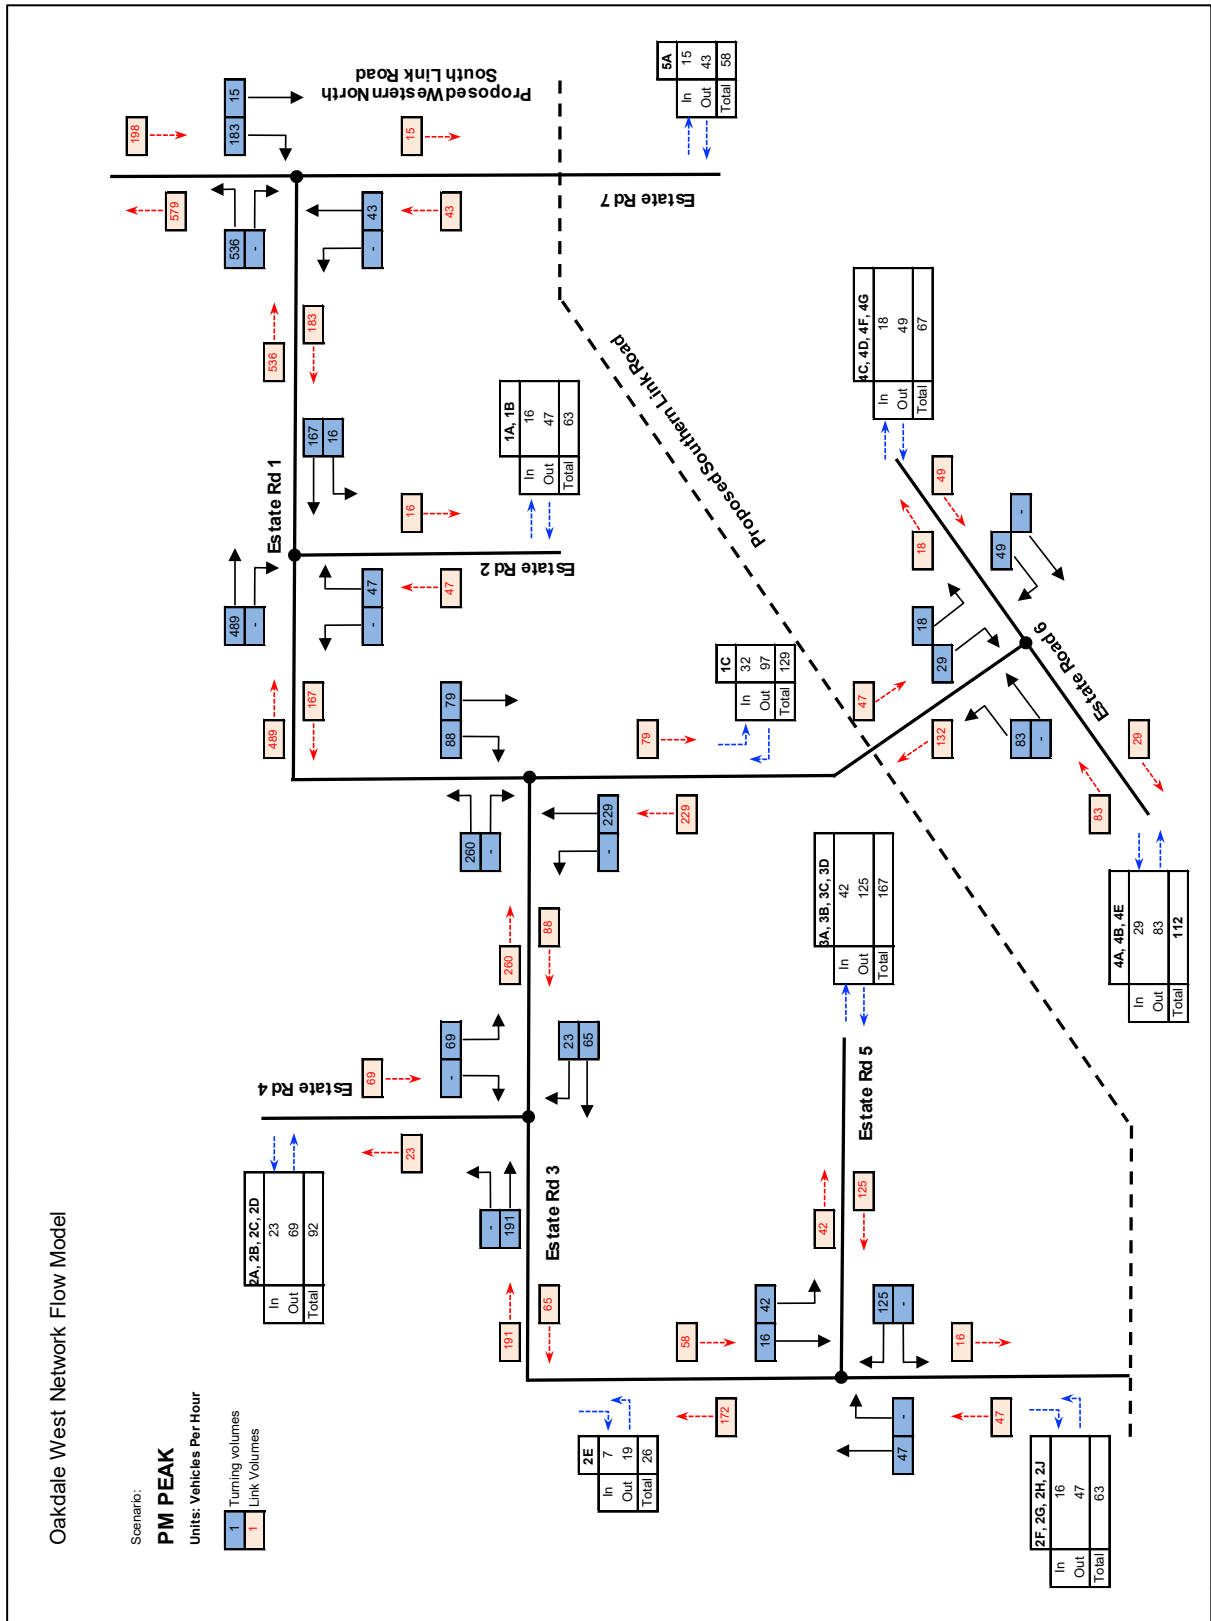 Oakdale West Network Flow Model
Scenario:
PM PEAK
Units: Vehicles Per Hour
1 Turning volumes
1 Link Volumes
2A, 2B, 2C, 2D
In 23
Out 69
Total 92
Estate Rd 4
69
23
- 69
- 191
23 65
Estate Rd 3
191
65
260
88
260 -
88 79
- 229
229
489
167
489 -
- 47
47
Estate Rd 2
16
Estate Rd 1
167 16
1A, 1B
In 16
Out 47
Total 63
536
183
536 -
- 43
43
579
198
183 15
15
Proposed Western North
South Link Road
Estate Rd 7
5A
In 15
Out 43
Total 58
2E
In 7
Out 19
Total 26
172
58
16 42
42
125
Estate Rd 5
125 -
47 -
47
16
2F, 2G, 2H, 2J
In 16
Out 47
Total 63
3A, 3B, 3C, 3D
In 42
Out 125
Total 167
79
1C
In 32
Out 97
Total 129
Proposed Southern Link Road
47
132
29 18
83 -
49 -
18
49
Estate Road 6
83
29
4A, 4B, 4E
In 29
Out 83
Total 112
4C, 4D, 4F, 4G
In 18
Out 49
Total 67